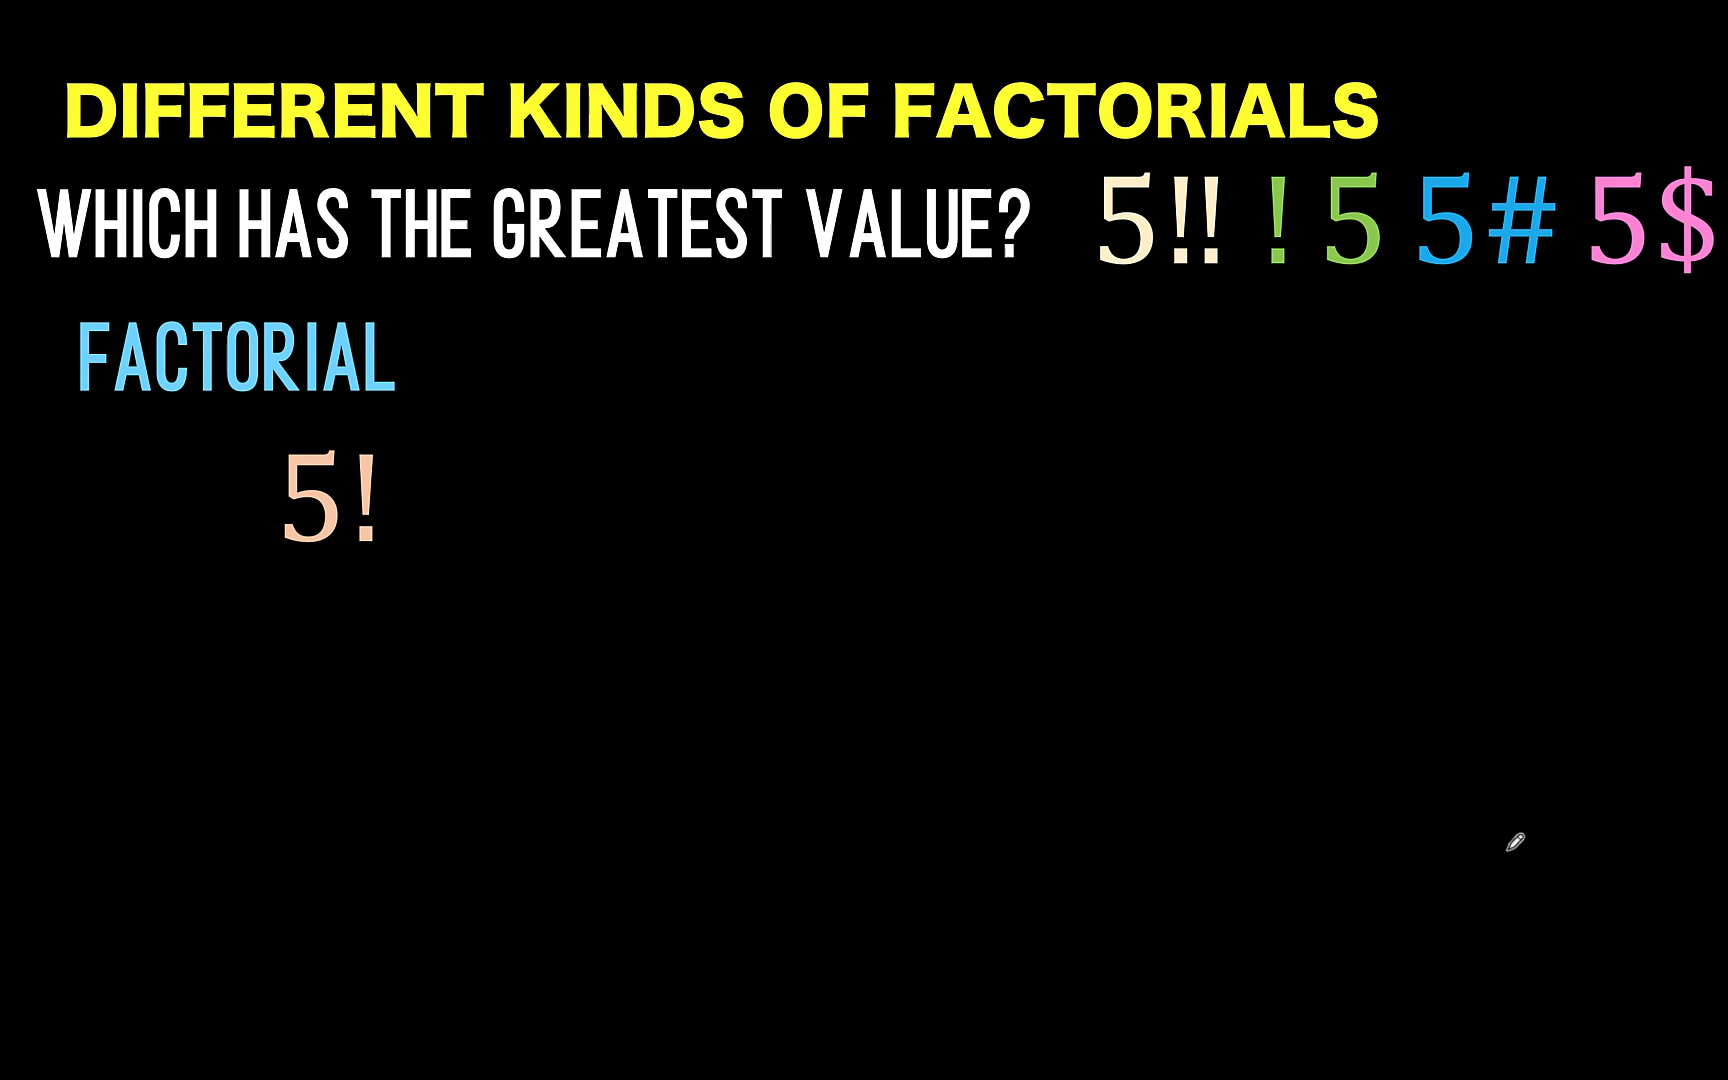 DIFFERENT KINDS OF FACTORIALS
WHICH HAS THE GREATEST VALUE? 5!! !5 5# 5$
FACTORIAL
5!